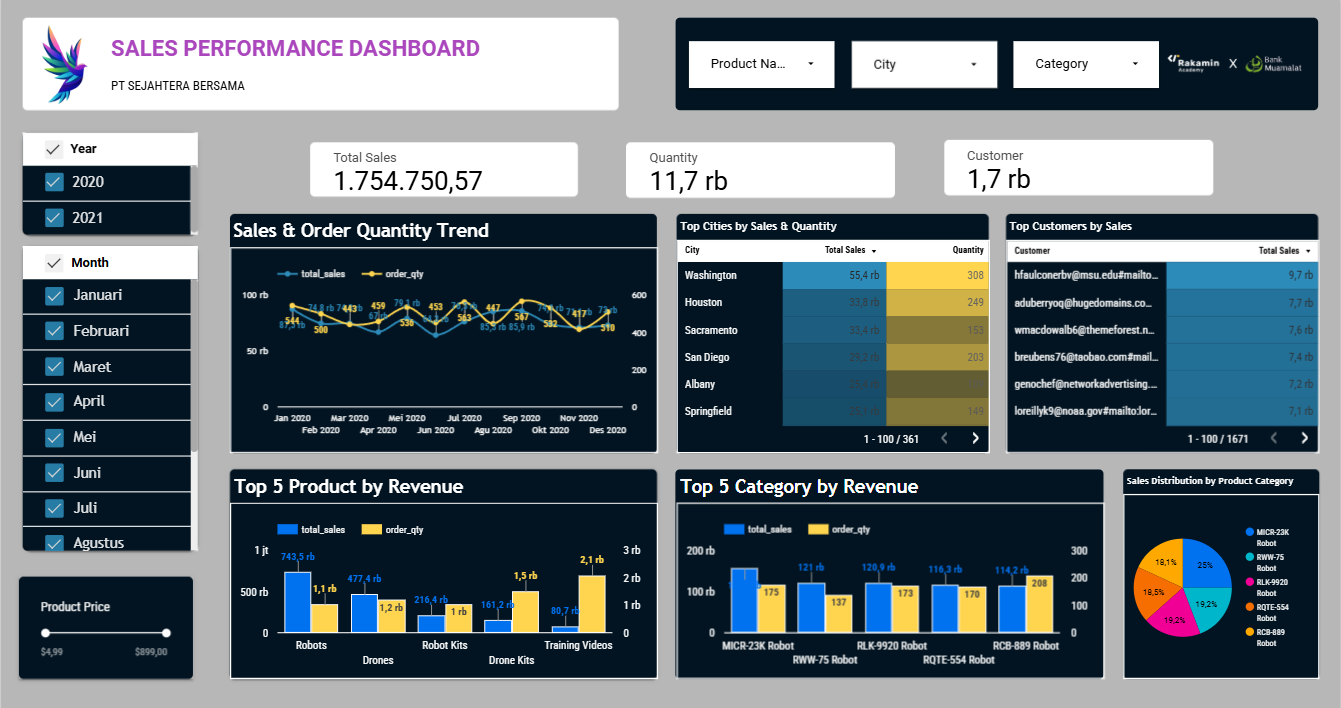 SALES PERFORMANCE DASHBOARD
PT SEJAHTERA BERSAMA
Product Na...
City
Category
Rakamin
Academy
X
Bank
Muamalat
Year
2020
2021
Month
Januari
Februari
Maret
April
Mei
Juni
Juli
Agustus
Product Price
$4,99 $899,00
Total Sales
1.754.750,57
Quantity
11,7 rb
Customer
1,7 rb
Sales & Order Quantity Trend
total_sales order_qty
100 rb
50 rb
0
600
400
200
0
87,5 rb 74,8 rb 67 rb 79,1 rb 85,5 rb 85,9 rb
544 500 443 459 536 453 563 447 567 532 417 510
Jan 2020 Mar 2020 Mei 2020 Jul 2020 Sep 2020 Nov 2020
Feb 2020 Apr 2020 Jun 2020 Agu 2020 Okt 2020 Des 2020
Top Cities by Sales & Quantity
City Total Sales Quantity
Washington 55,4 rb 308
Houston 33,8 rb 249
Sacramento 33,4 rb 153
San Diego 29,2 rb 203
Albany
Springfield 149
1 - 100 / 361
Top Customers by Sales
Customer Total Sales
hfaulconerbv@msu.edu#mailto... 9,7 rb
aduberryoq@hugedomains.co... 7,7 rb
wmacdowalb6@themeforest.n... 7,6 rb
breubens76@taobao.com#mail... 7,4 rb
genochef@networkadvertising.... 7,2 rb
loreillyk9@noaa.gov#mailto:lor... 7,1 rb
1 - 100 / 1671
Top 5 Product by Revenue
total_sales order_qty
1 jt
500 rb
0
3 rb
2 rb
1 rb
0
743,5 rb 477,4 rb 216,4 rb 161,2 rb 80,7 rb
1,1 rb 1,2 rb 1 rb 1,5 rb 2,1 rb
Robots Robot Kits Training Videos
Drones Drone Kits
Top 5 Category by Revenue
total_sales order_qty
200 rb
100 rb
0
300
200
100
0
121 rb 120,9 rb 116,3 rb 114,2 rb
175 137 173 170 208
MICR-23K Robot RLK-9920 Robot RCB-889 Robot
RWW-75 Robot RQTE-554 Robot
Sales Distribution by Product Category
18,1% 25%
18,5% 19,2%
19,2%
MICR-23K
Robot
RWW-75
Robot
RLK-9920
Robot
RQTE-554
Robot
RCB-889
Robot